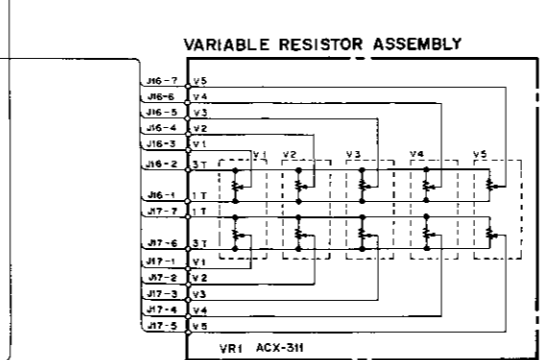 VARIABLE RESISTOR ASSEMBLY
J16-7 V5
J16-6 V4
J16-5 V3
J16-4 V2
J16-3 V1
V1 V2 V3 V4 V5
J16-2 3T
J16-1 1T
J17-7 1T
J17-6 3T
J17-1 V1
J17-2 V2
J17-3 V3
J17-4 V4
J17-5 V5
VR1 ACX-311